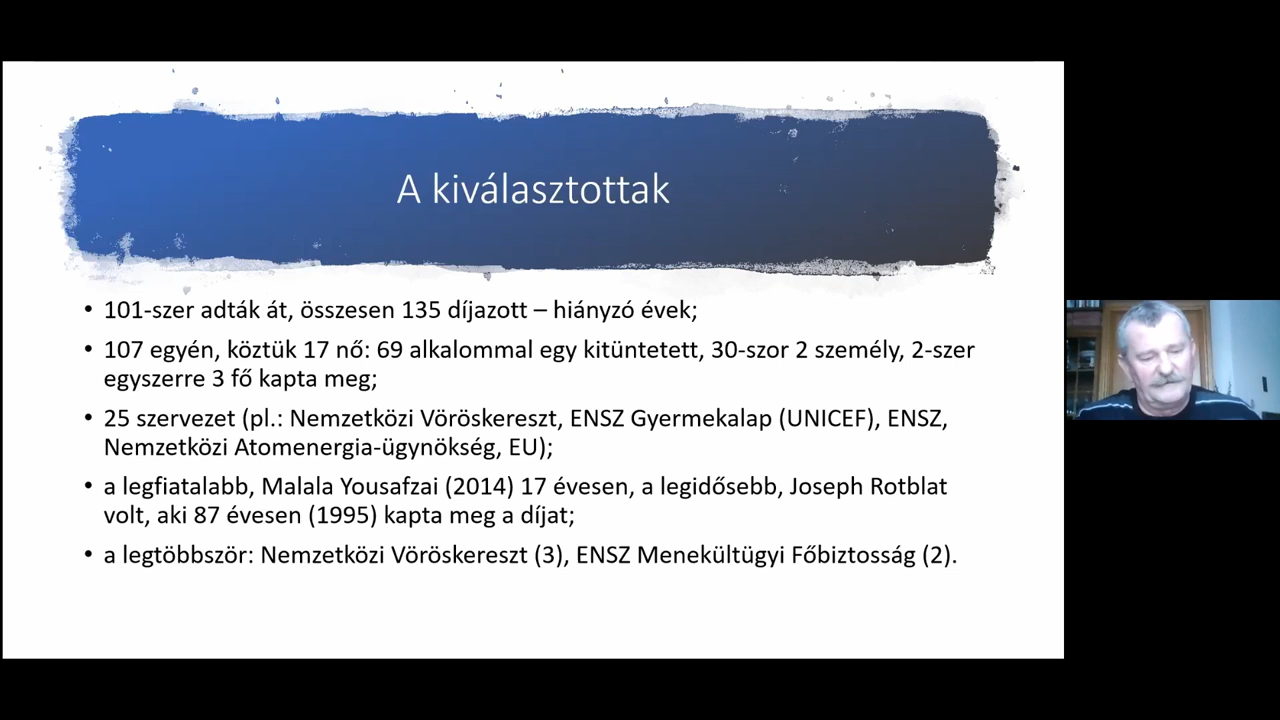 A kiválasztottak
• 101-szer adták át, összesen 135 díjazott – hiányzó évek;
• 107 egyén, köztük 17 nő: 69 alkalommal egy kitüntetett, 30-szor 2 személy, 2-szer
egyszerre 3 fő kapta meg;
• 25 szervezet (pl.: Nemzetközi Vöröskereszt, ENSZ Gyermekalap (UNICEF), ENSZ,
Nemzetközi Atomenergia-ügynökség, EU);
• a legfiatalabb, Malala Yousafzai (2014) 17 évesen, a legidősebb, Joseph Rotblat
volt, aki 87 évesen (1995) kapta meg a díjat;
• a legtöbbször: Nemzetközi Vöröskereszt (3), ENSZ Menekültügyi Főbiztosság (2).